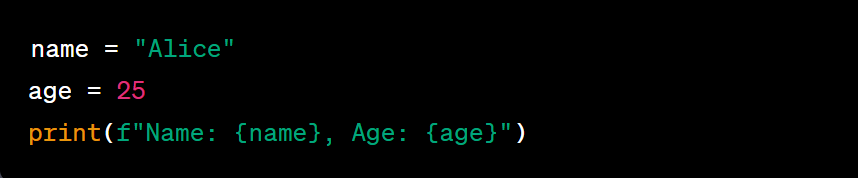 name = "Alice"
age = 25
print(f"Name: {name}, Age: {age}")